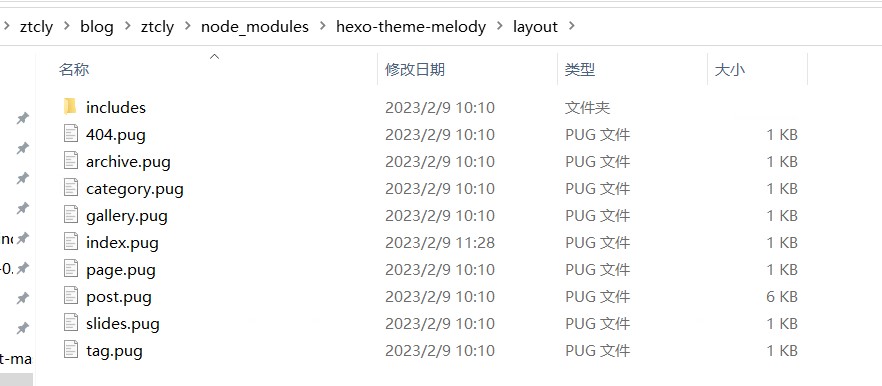 ztcly > blog > ztcly > node_modules > hexo-theme-melody > layout >
名称 修改日期 类型 大小
includes 2023/2/9 10:10 文件夹
404.pug 2023/2/9 10:10 PUG 文件 1 KB
archive.pug 2023/2/9 10:10 PUG 文件 1 KB
category.pug 2023/2/9 10:10 PUG 文件 1 KB
gallery.pug 2023/2/9 10:10 PUG 文件 1 KB
index.pug 2023/2/9 11:28 PUG 文件 1 KB
page.pug 2023/2/9 10:10 PUG 文件 1 KB
post.pug 2023/2/9 10:10 PUG 文件 6 KB
slides.pug 2023/2/9 10:10 PUG 文件 1 KB
tag.pug 2023/2/9 10:10 PUG 文件 1 KB
t-ma